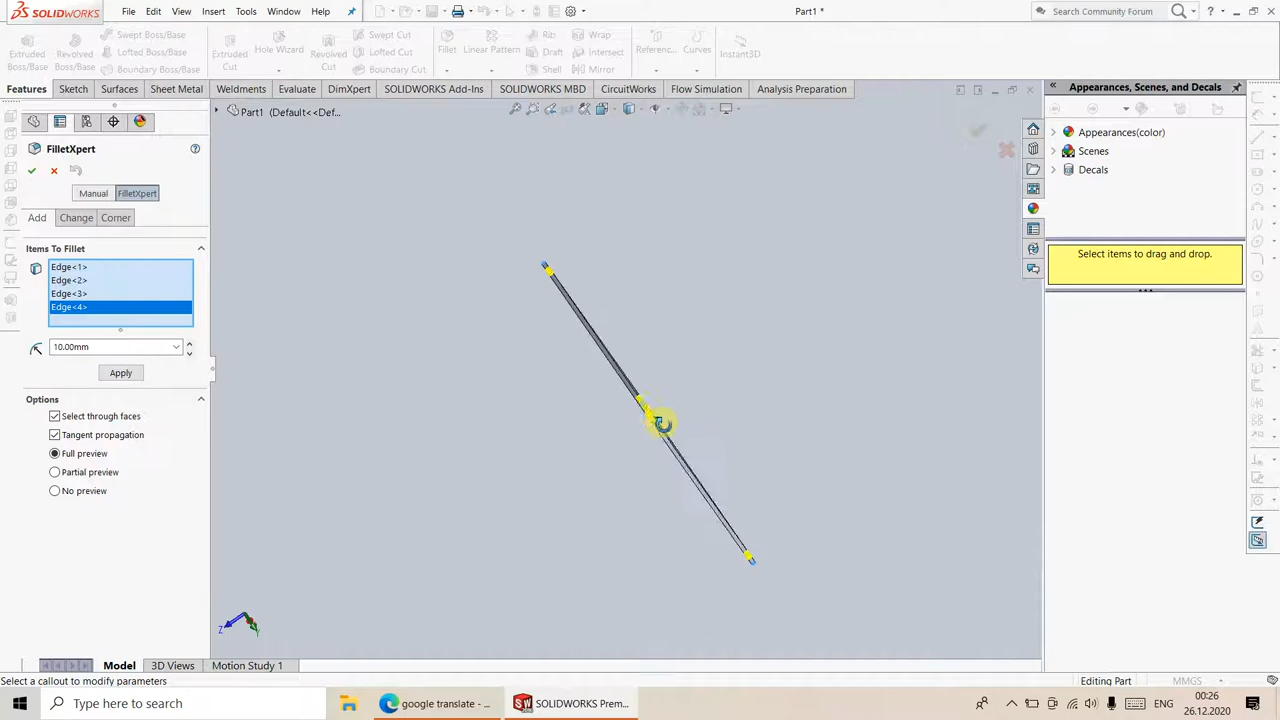 SOLIDWORKS File Edit View Insert Tools Window Help Part1 * Search Community Forum
Extruded Boss/Base Revolved Boss/Base Swept Boss/Base Lofted Boss/Base Boundary Boss/Base Extruded Cut Hole Wizard Revolved Cut Swept Cut Lofted Cut Boundary Cut Fillet Linear Pattern Rib Draft Shell Wrap Intersect Mirror Referenc... Curves Instant3D
Features Sketch Surfaces Sheet Metal Weldments Evaluate DimXpert SOLIDWORKS Add-Ins SOLIDWORKS MBD CircuitWorks Flow Simulation Analysis Preparation
Appearances, Scenes, and Decals
Part1 (Default<<Def...
FilletXpert
Manual FilletXpert
Add Change Corner
Items To Fillet
Edge<1>
Edge<2>
Edge<3>
Edge<4>
10.00mm
Apply
Options
Select through faces
Tangent propagation
Full preview
Partial preview
No preview
Appearances(color)
Scenes
Decals
Select items to drag and drop.
Z
Y
Model 3D Views Motion Study 1
Select a callout to modify parameters Editing Part MMGS
Type here to search google translate - ... SOLIDWORKS Prem... ENG 00:26
26.12.2020